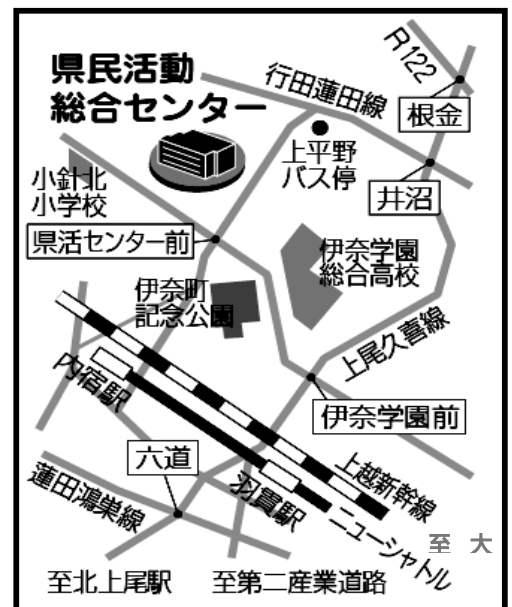 県民活動
総合センター
行田蓮田線
R122
根金
上平野
バス停
井沼
小針北
小学校
県活センター前
伊奈学園
総合高校
伊奈町
記念公園
上尾久喜線
内宿駅
伊奈学園前
六道
上越新幹線
羽貫駅
蓮田鴻巣線
ニューシャトル
至 大
至北上尾駅
至第二産業道路